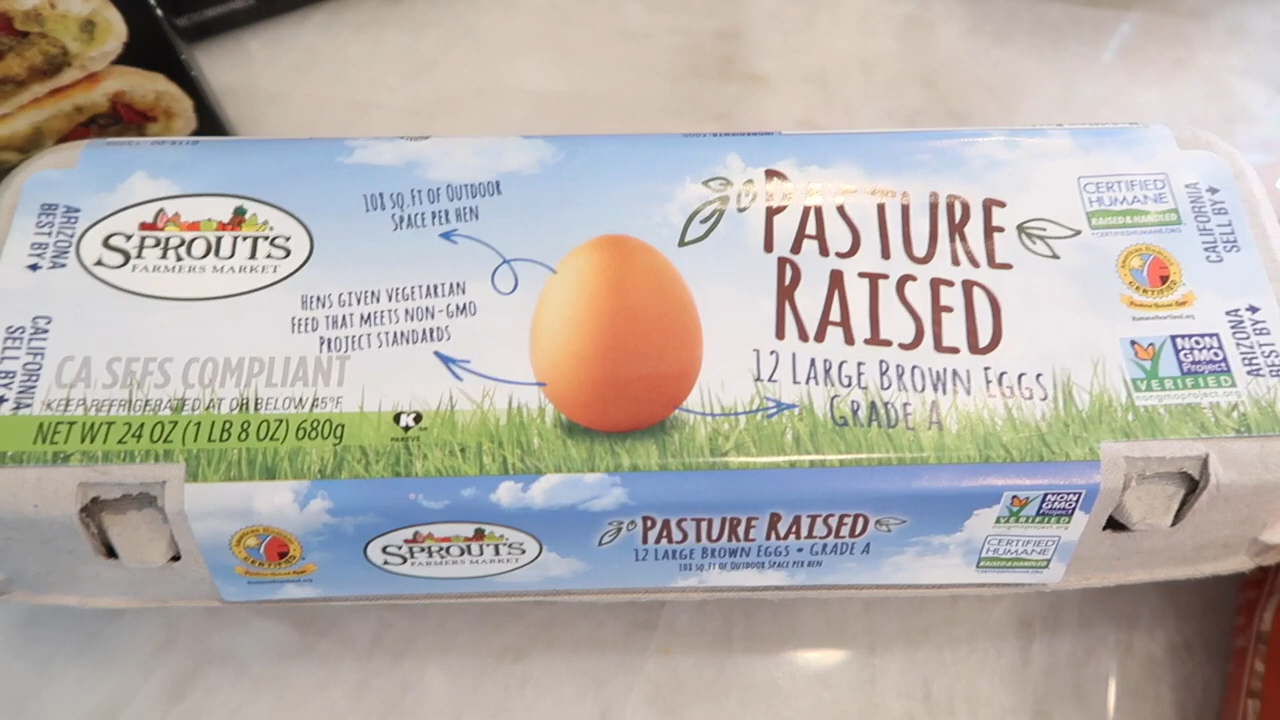 ARIZONA
BEST BY
SPROUTS
FARMERS MARKET
108 SQ.FT OF OUTDOOR
SPACE PER HEN
HENS GIVEN VEGETARIAN
FEED THAT MEETS NON-GMO
PROJECT STANDARDS
CALIFORNIA
SELL BY
CA SEFS COMPLIANT
*KEEP REFRIGERATED AT OR BELOW 45°F
NET WT 24 OZ (1 LB 8 OZ) 680g
K
PAREVE
PASTURE
RAISED
12 LARGE BROWN EGGS
GRADE A
CERTIFIED
HUMANE
RAISED & HANDLED
*CERTIFIEDHUMANE.ORG
CALIFORNIA
SELL BY
CERTIFIED
NON
GMO
Project
VERIFIED
nongmoproject.org
ARIZONA
BEST BY
CERTIFIED
SPROUTS
FARMERS MARKET
PASTURE RAISED
12 LARGE BROWN EGGS • GRADE A
108 SQ.FT OF OUTDOOR SPACE PER HEN
NON
GMO
Project
VERIFIED
nongmoproject.org
CERTIFIED
HUMANE
RAISED & HANDLED